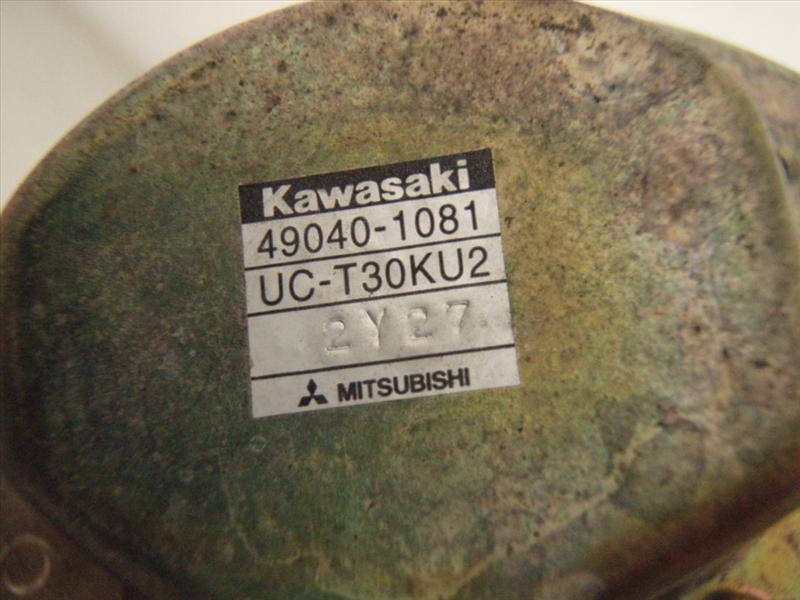 Kawasaki
49040-1081
UC-T30KU2
2Y27
MITSUBISHI